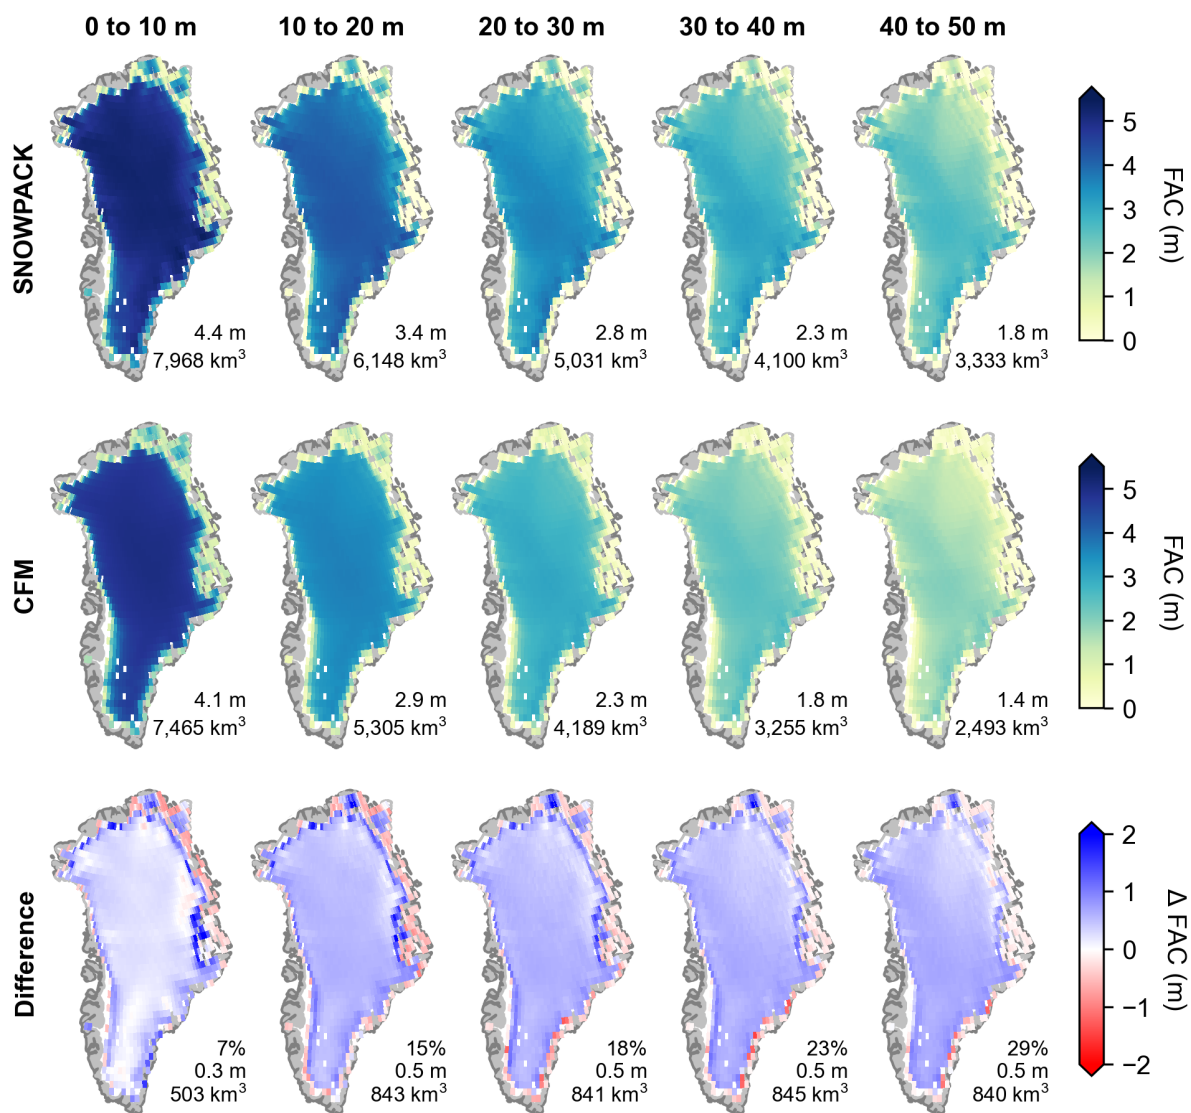 0 to 10 m 10 to 20 m 20 to 30 m 30 to 40 m 40 to 50 m
SNOWPACK
4.4 m 3.4 m 2.8 m 2.3 m 1.8 m
7,968 km³ 6,148 km³ 5,031 km³ 4,100 km³ 3,333 km³
5
4
3
2
1
0
FAC (m)
CFM
4.1 m 2.9 m 2.3 m 1.8 m 1.4 m
7,465 km³ 5,305 km³ 4,189 km³ 3,255 km³ 2,493 km³
5
4
3
2
1
0
FAC (m)
Difference
7% 15% 18% 23% 29%
0.3 m 0.5 m 0.5 m 0.5 m 0.5 m
503 km³ 843 km³ 841 km³ 845 km³ 840 km³
2
1
0
−1
−2
Δ FAC (m)